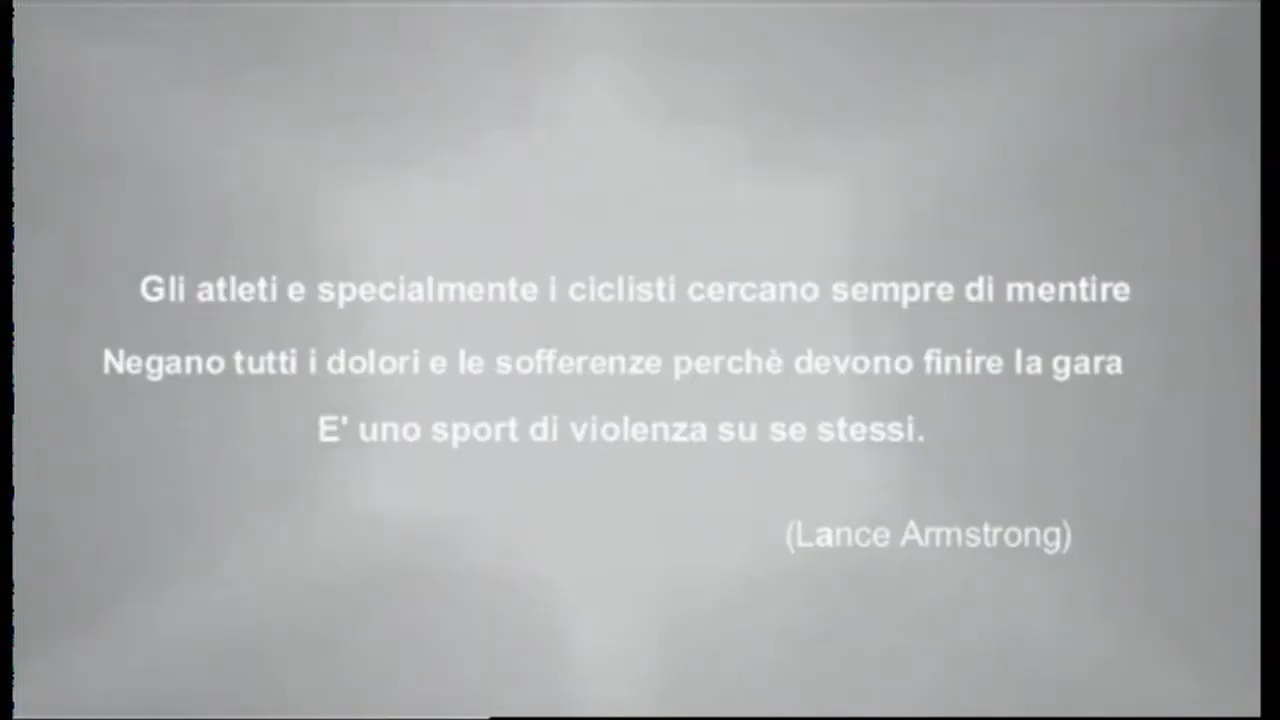 Gli atleti e specialmente i ciclisti cercano sempre di mentire
Negano tutti i dolori e le sofferenze perchè devono finire la gara
E' uno sport di violenza su se stessi.
(Lance Armstrong)